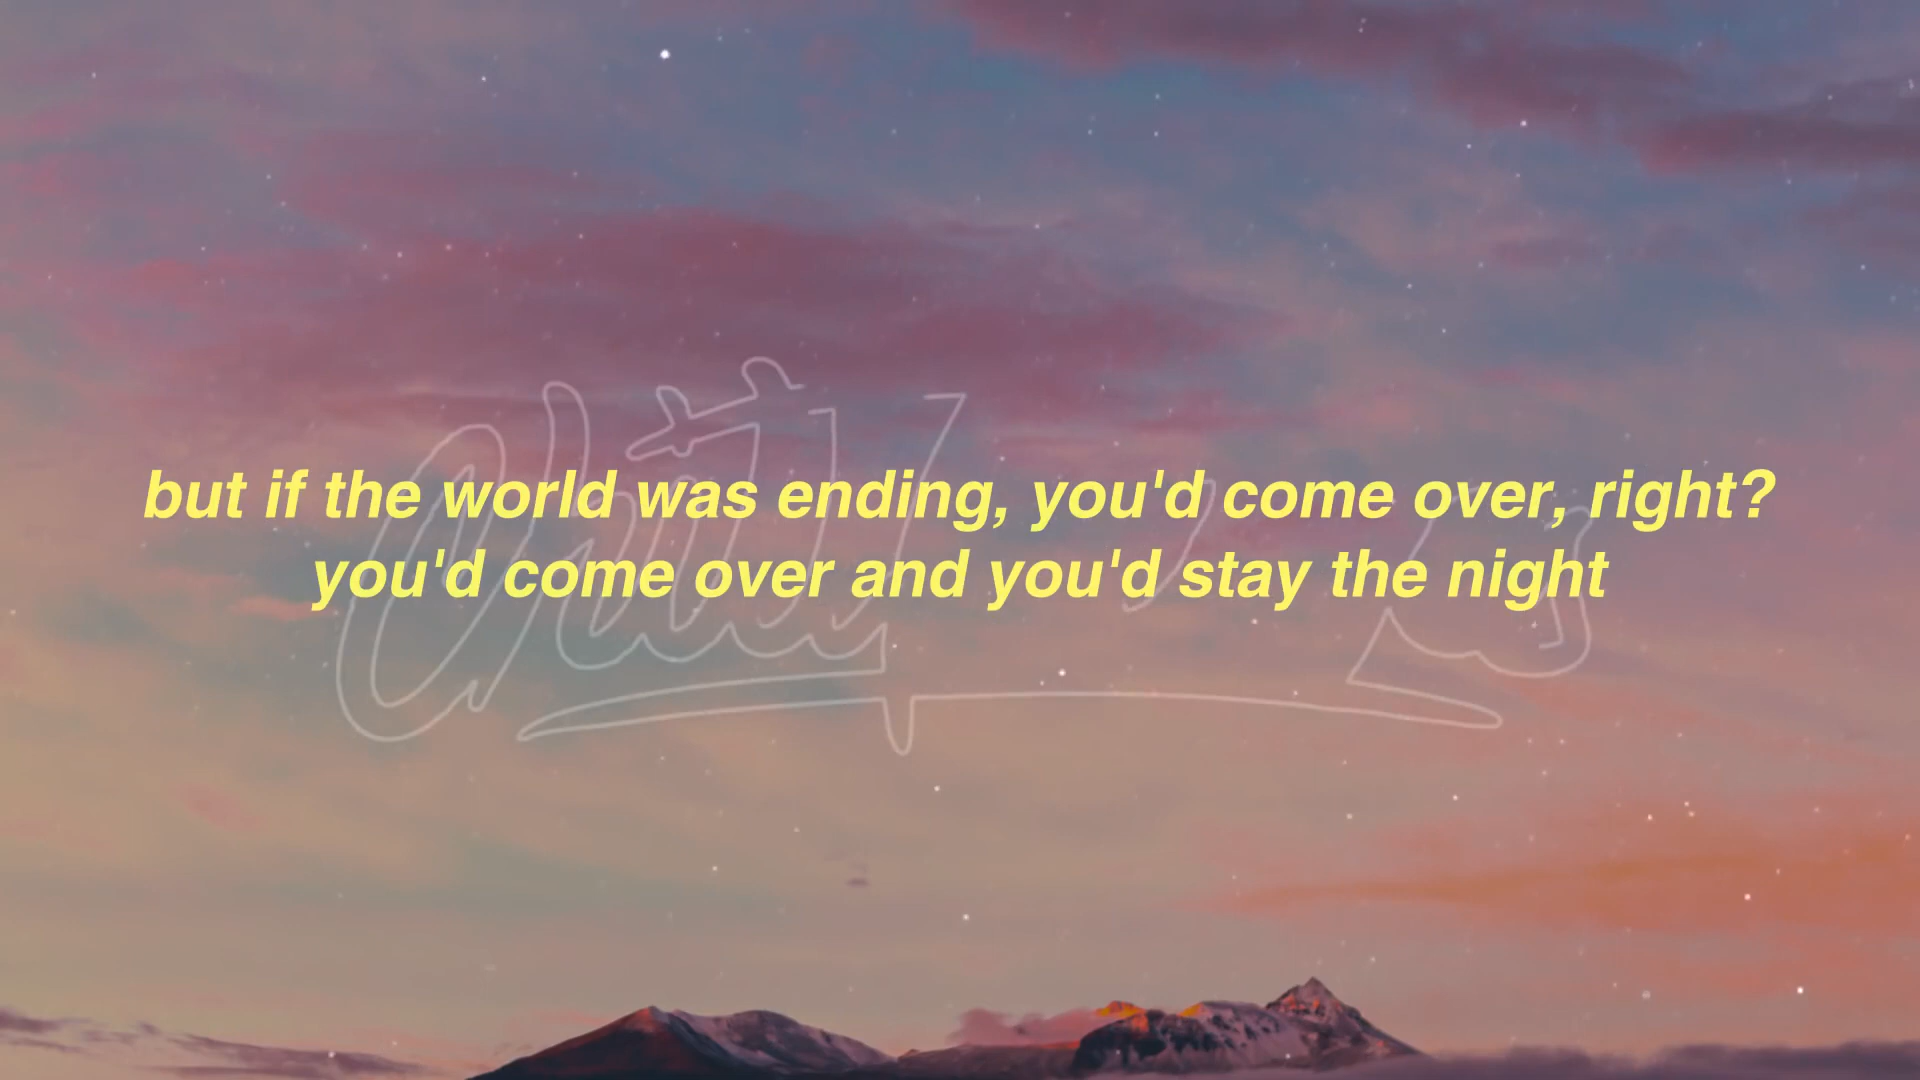 but if the world was ending, you'd come over, right?
you'd come over and you'd stay the night